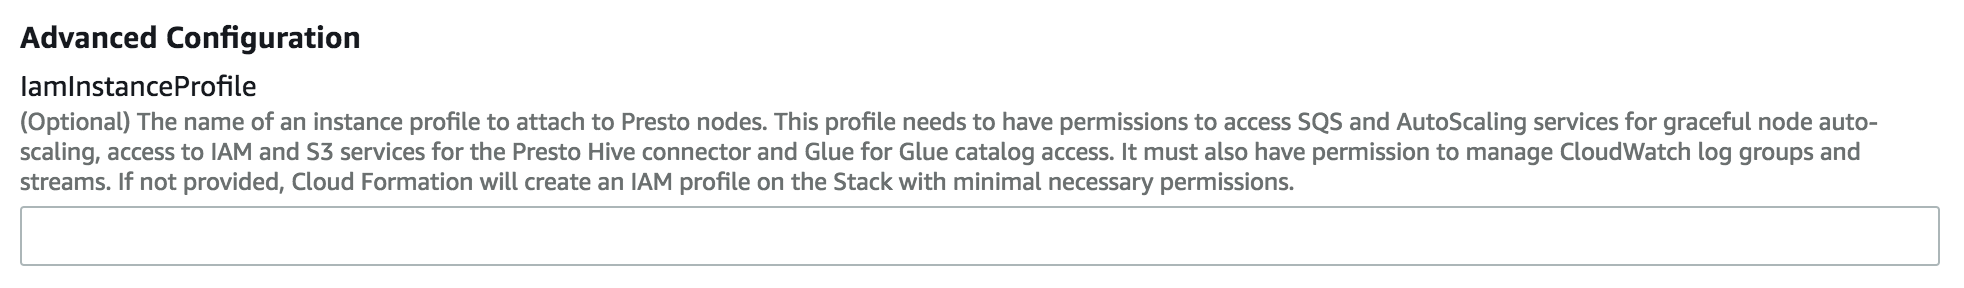 Advanced Configuration
IamInstanceProfile
(Optional) The name of an instance profile to attach to Presto nodes. This profile needs to have permissions to access SQS and AutoScaling services for graceful node auto-
scaling, access to IAM and S3 services for the Presto Hive connector and Glue for Glue catalog access. It must also have permission to manage CloudWatch log groups and
streams. If not provided, Cloud Formation will create an IAM profile on the Stack with minimal necessary permissions.